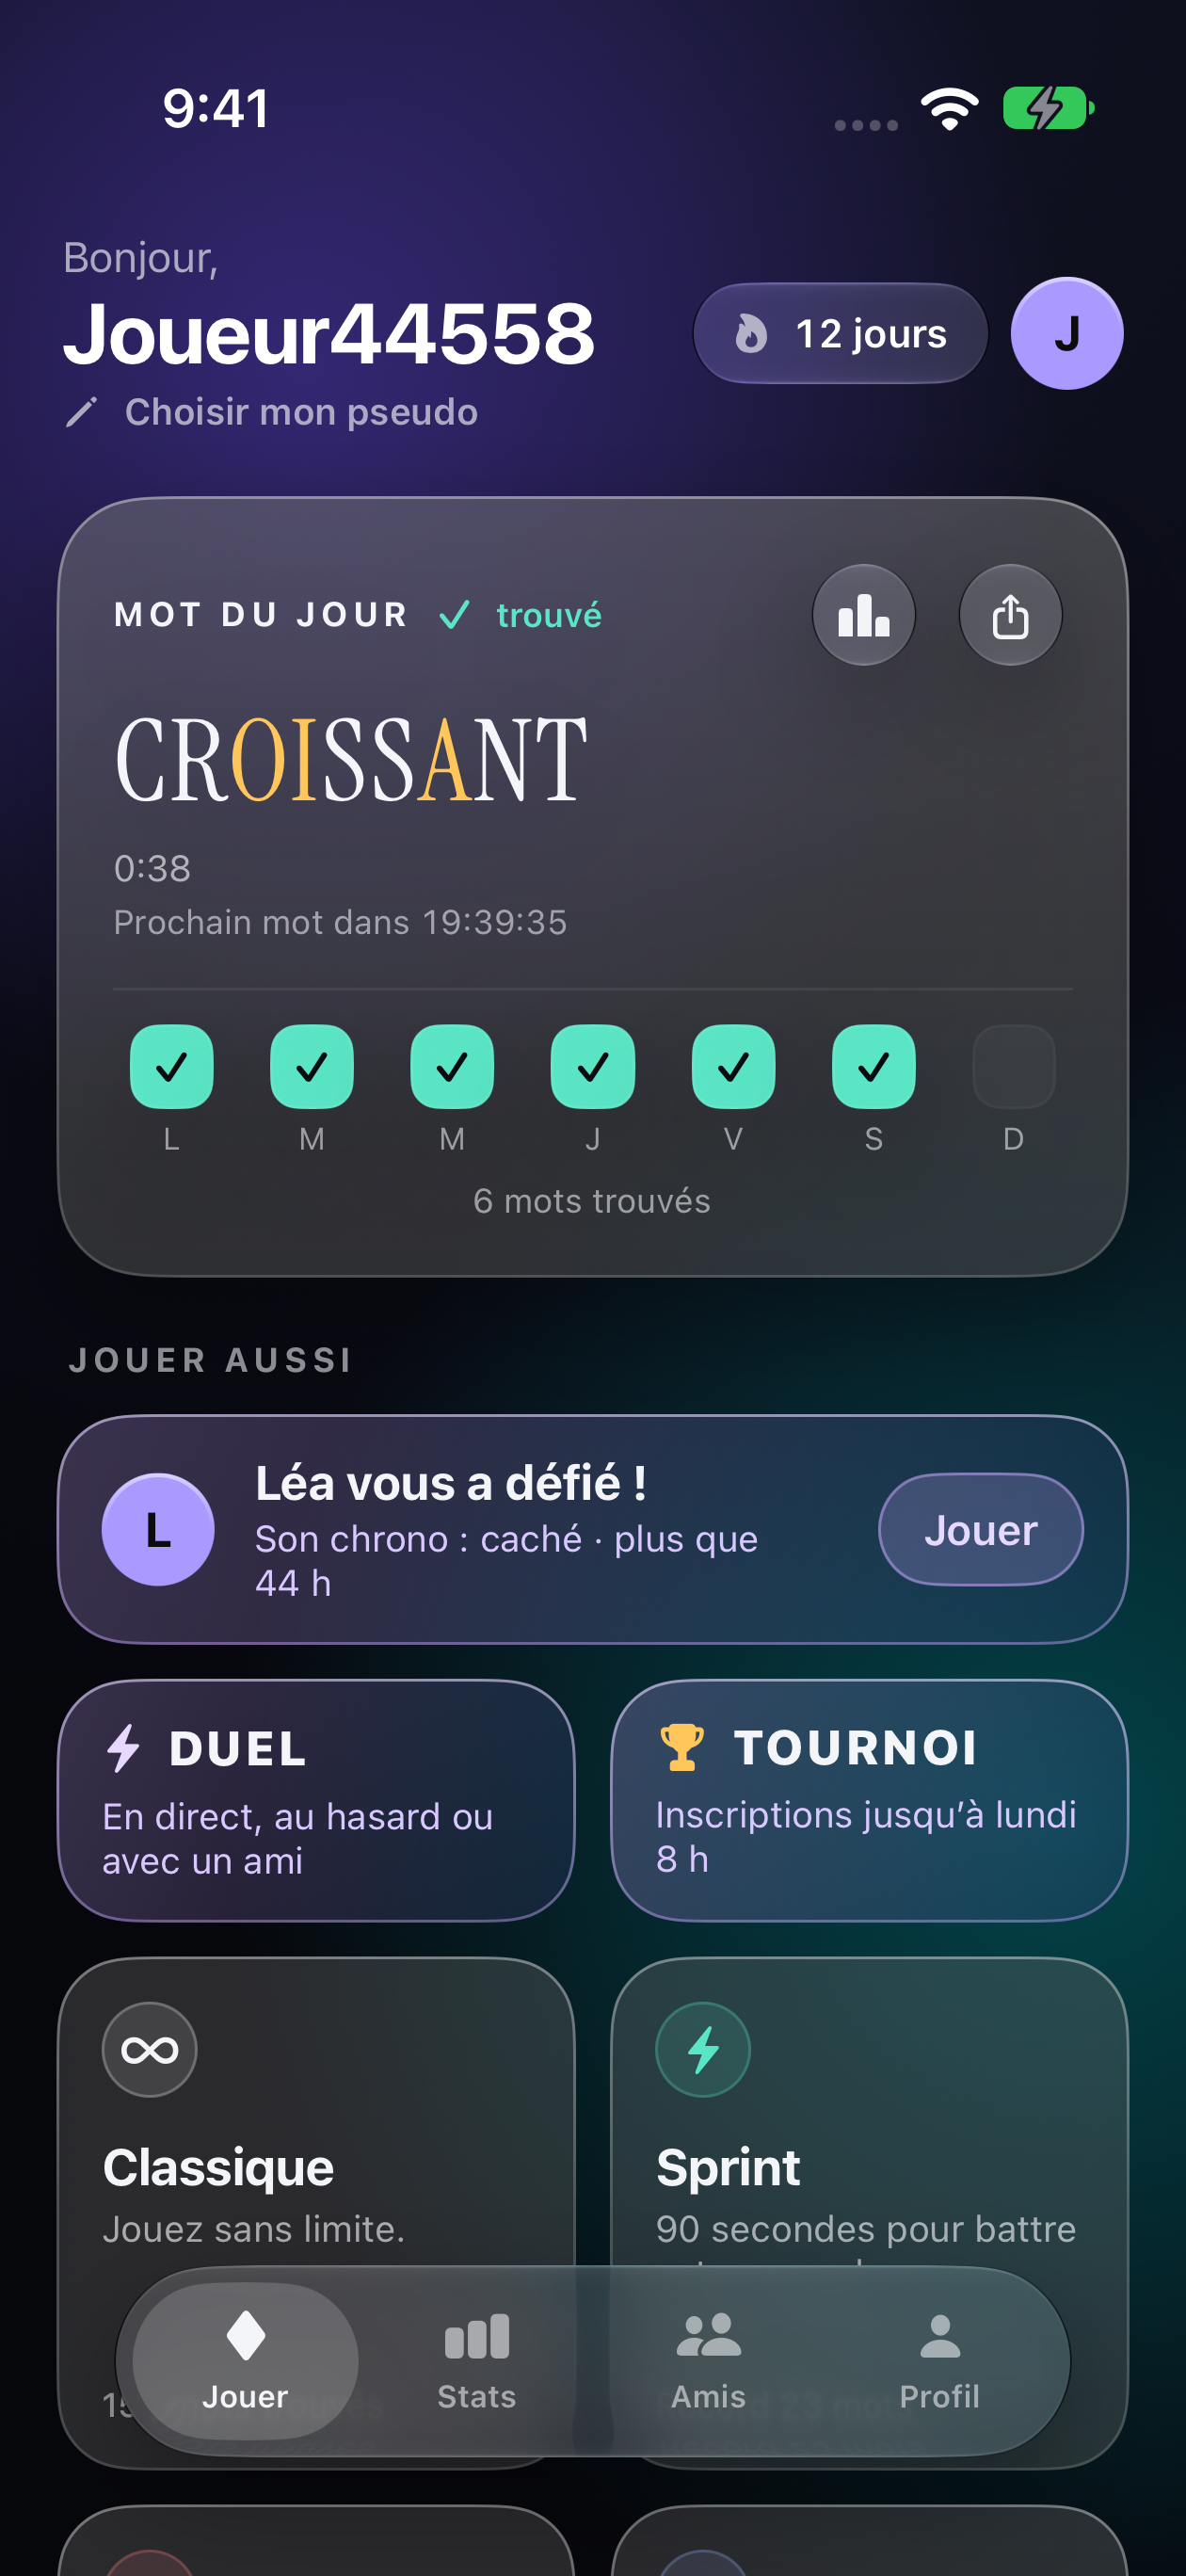 9:41
Bonjour,
Joueur44558
12 jours
J
Choisir mon pseudo
MOT DU JOUR trouvé
CROISSANT
0:38
Prochain mot dans 19:39:35
L M M J V S D
6 mots trouvés
JOUER AUSSI
L
Léa vous a défié !
Son chrono : caché · plus que
44 h
Jouer
DUEL
En direct, au hasard ou
avec un ami
TOURNOI
Inscriptions jusqu’à lundi
8 h
Classique
Jouez sans limite.
Sprint
90 secondes pour battre
Jouer
Stats
Amis
Profil